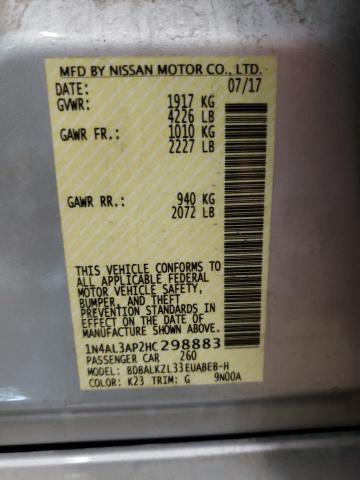 MFD BY NISSAN MOTOR CO., LTD.
DATE: 07/17
GVWR: 1917 KG
4226 LB
GAWR FR.: 1010 KG
2227 LB
GAWR RR.: 940 KG
2072 LB
THIS VEHICLE CONFORMS TO
ALL APPLICABLE FEDERAL
MOTOR VEHICLE SAFETY,
BUMPER, AND THEFT
PREVENTION STANDARDS IN
EFFECT ON THE DATE OF
MANUFACTURE SHOWN ABOVE.
1N4AL3AP2HC298883
PASSENGER CAR 260
MODEL: BDBALK2L33EUABEB-H
COLOR: K23 TRIM: G 9N00A